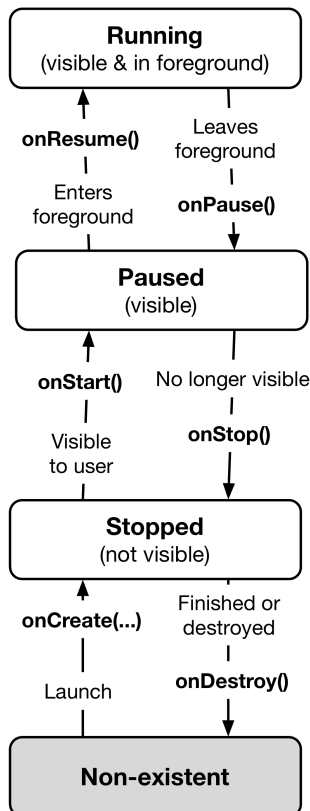 Running
(visible & in foreground)
onResume()
Enters
foreground
Leaves
foreground
onPause()
Paused
(visible)
onStart()
Visible
to user
No longer visible
onStop()
Stopped
(not visible)
onCreate(...)
Launch
Finished or
destroyed
onDestroy()
Non-existent